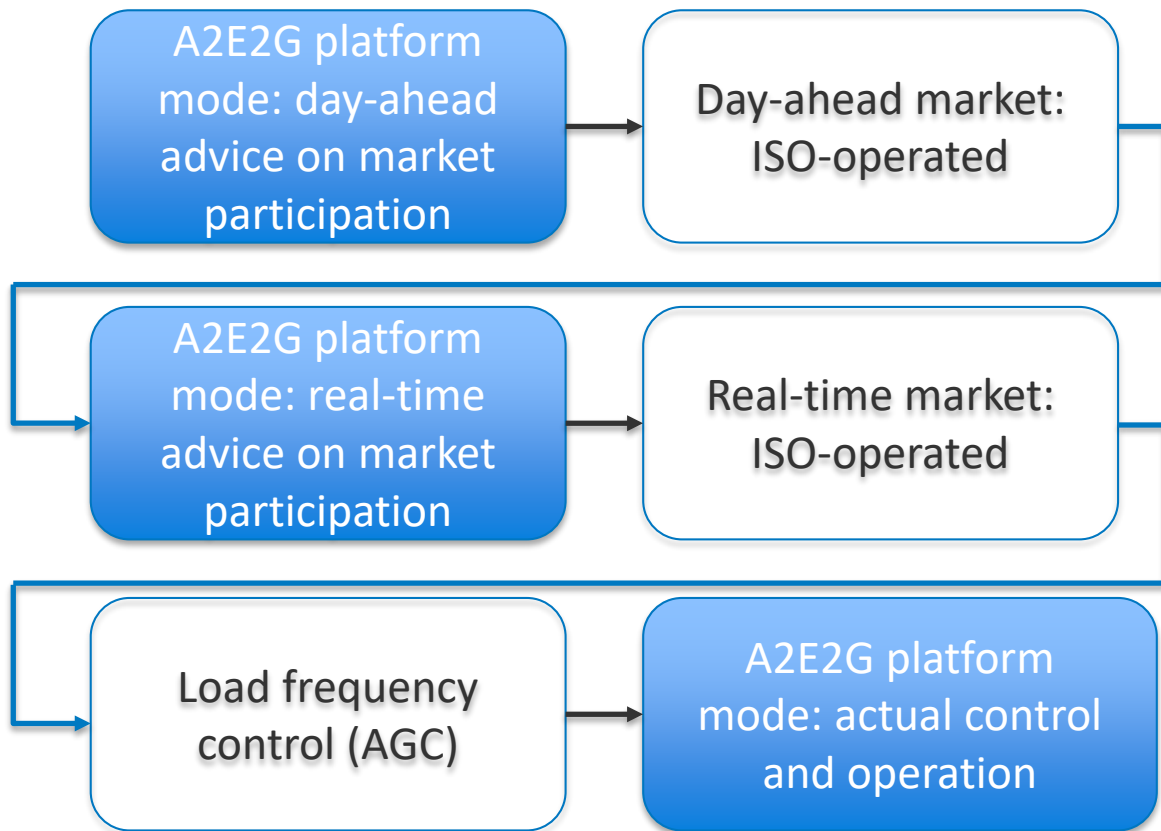 A2E2G platform
mode: day-ahead
advice on market
participation
Day-ahead market:
ISO-operated
A2E2G platform
mode: real-time
advice on market
participation
Real-time market:
ISO-operated
Load frequency
control (AGC)
A2E2G platform
mode: actual control
and operation